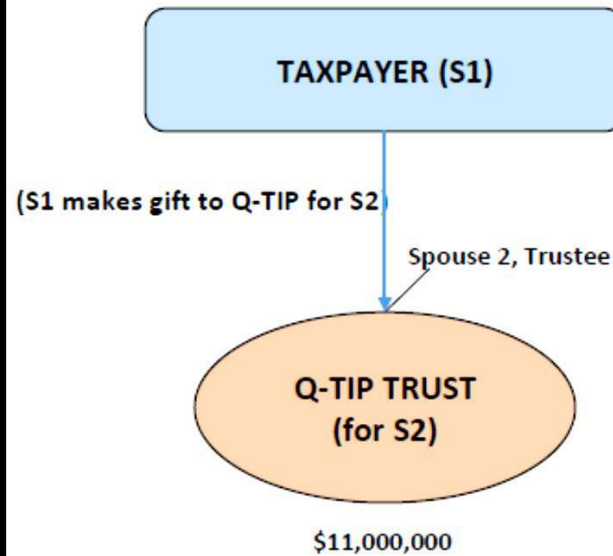 TAXPAYER (S1)
(S1 makes gift to Q-TIP for S2)
Spouse 2, Trustee
Q-TIP TRUST
(for S2)
$11,000,000